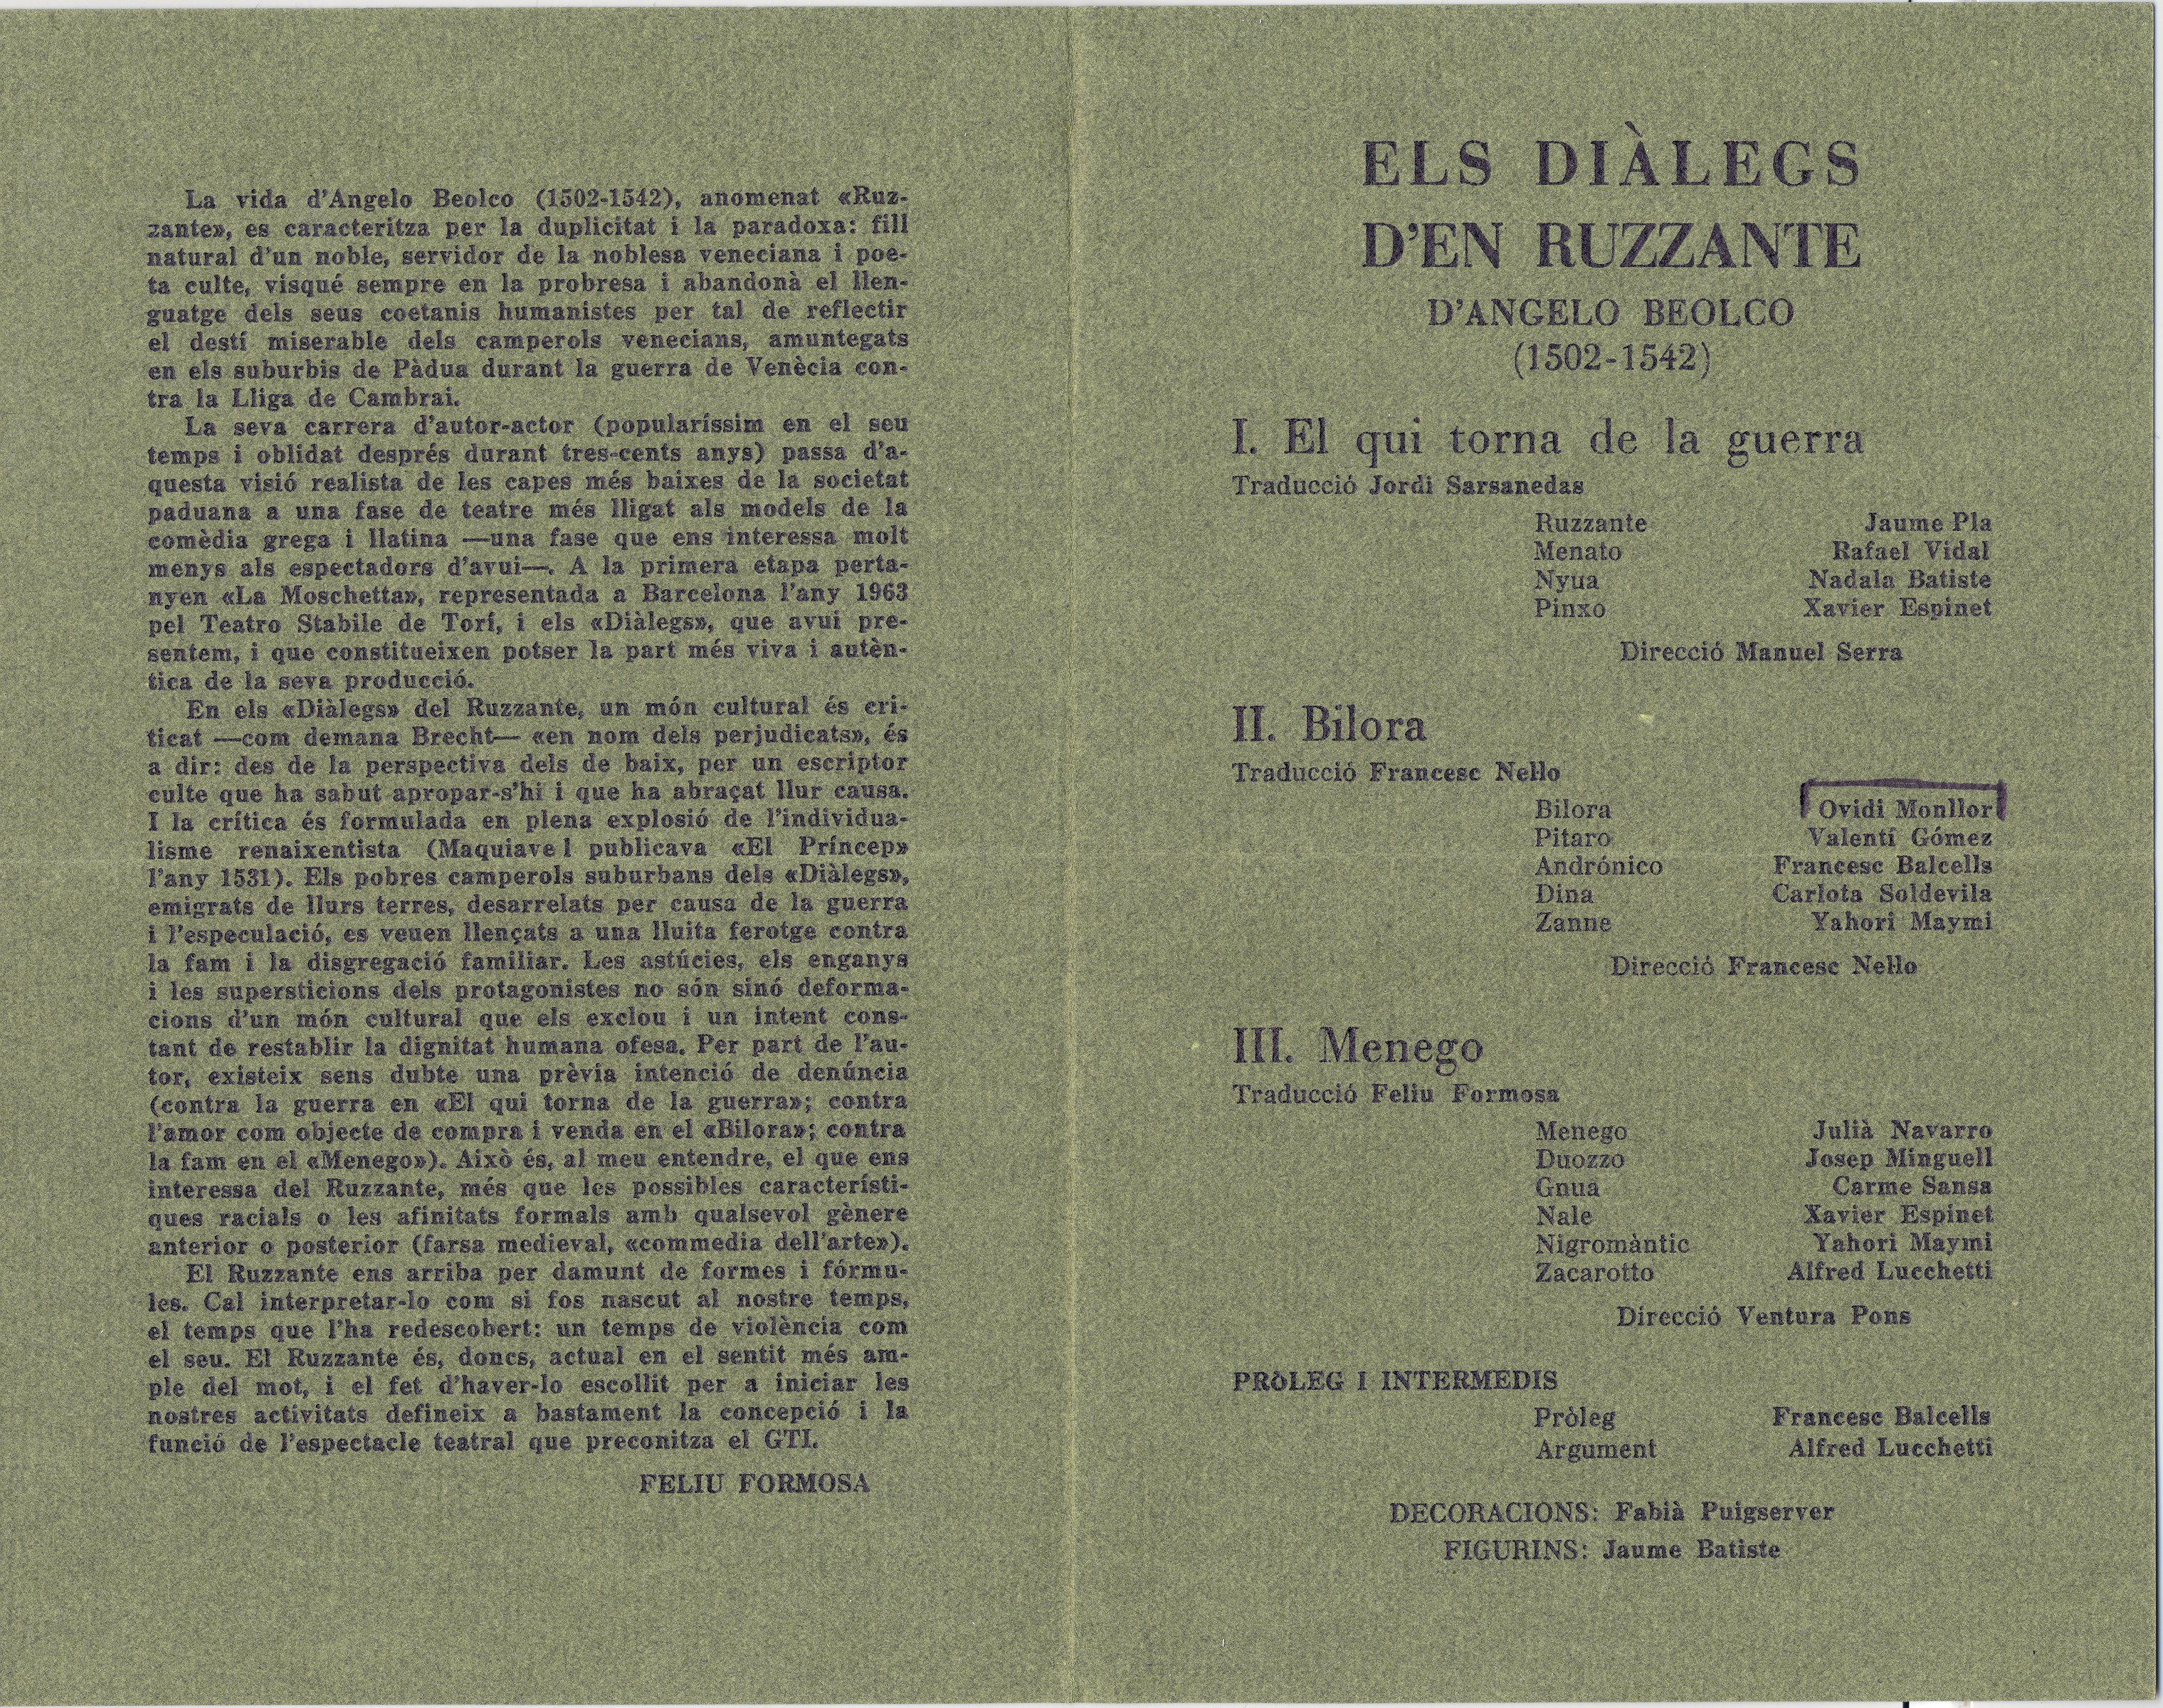 La vida d'Angelo Beolco (1502-1542), anomenat «Ruz-
zante», es caracteritza per la duplicitat i la paradoxa: fill
natural d'un noble, servidor de la noblesa veneciana i poe-
ta culte, visqué sempre en la probresa i abandonà el llen-
guatge dels seus coetanis humanistes per tal de reflectir
el destí miserable dels camperols venecians, amuntegats
en els suburbis de Pàdua durant la guerra de Venècia con-
tra la Lliga de Cambrai.
La seva carrera d'autor-actor (popularíssim en el seu
temps i oblidat després durant tres-cents anys) passa d'a-
questa visió realista de les capes més baixes de la societat
paduana a una fase de teatre més lligat als models de la
comèdia grega i llatina —una fase que ens interessa molt
menys als espectadors d'avui—. A la primera etapa perta-
nyen «La Moschetta», representada a Barcelona l'any 1963
pel Teatro Stabile de Torí, i els «Diàlegs», que avui pre-
sentem, i que constitueixen potser la part més viva i autèn-
tica de la seva producció.
En els «Diàlegs» del Ruzzante, un món cultural és cri-
ticat —com demana Brecht— «en nom dels perjudicats», és
a dir: des de la perspectiva dels de baix, per un escriptor
culte que ha sabut apropar-s'hi i que ha abraçat llur causa.
I la crítica és formulada en plena explosió de l'individua-
lisme renaixentista (Maquiavel publicava «El Príncep»
l'any 1531). Els pobres camperols suburbans dels «Diàlegs»,
emigrats de llurs terres, desarrelats per causa de la guerra
i l'especulació, es veuen llençats a una lluita ferotge contra
la fam i la disgregació familiar. Les astúcies, els enganys
i les supersticions dels protagonistes no són sinó deforma-
cions d'un món cultural que els exclou i un intent cons-
tant de restablir la dignitat humana ofesa. Per part de l'au-
tor, existeix sens dubte una prèvia intenció de denúncia
(contra la guerra en «El qui torna de la guerra»; contra
l'amor com objecte de compra i venda en el «Bilora»; contra
la fam en el «Menego»). Això és, al meu entendre, el que ens
interessa del Ruzzante, més que les possibles característi-
ques racials o les afinitats formals amb qualsevol gènere
anterior o posterior (farsa medieval, «commedia dell'arte»).
El Ruzzante ens arriba per damunt de formes i fórmu-
les. Cal interpretar-lo com si fos nascut al nostre temps,
el temps que l'ha redescobert: un temps de violència com
el seu. El Ruzzante és, doncs, actual en el sentit més am-
ple del mot, i el fet d'haver-lo escollit per a iniciar les
nostres activitats defineix a bastament la concepció i la
funció de l'espectacle teatral que preconitza el GTI.
FELIU FORMOSA
ELS DIÀLEGS
D'EN RUZZANTE
D'ANGELO BEOLCO
(1502-1542)
I. El qui torna de la guerra
Traducció Jordi Sarsanedas
Ruzzante Jaume Pla
Menato Rafael Vidal
Nyua Nadala Batiste
Pinxo Xavier Espinet
Direcció Manuel Serra
II. Bilora
Traducció Francesc Nello
Bilora Ovidi Monllor
Pitaro Valentí Gómez
Andrónico Francesc Balcells
Dina Carlota Soldevila
Zanne Yahori Maymi
Direcció Francesc Nello
III. Menego
Traducció Feliu Formosa
Menego Julià Navarro
Duozzo Josep Minguell
Gnua Carme Sansa
Nale Xavier Espinet
Nigromàntic Yahori Maymi
Zacarotto Alfred Lucchetti
Direcció Ventura Pons
PRòLEG I INTERMEDIS
Pròleg Francesc Balcells
Argument Alfred Lucchetti
DECORACIONS: Fabià Puigserver
FIGURINS: Jaume Batiste